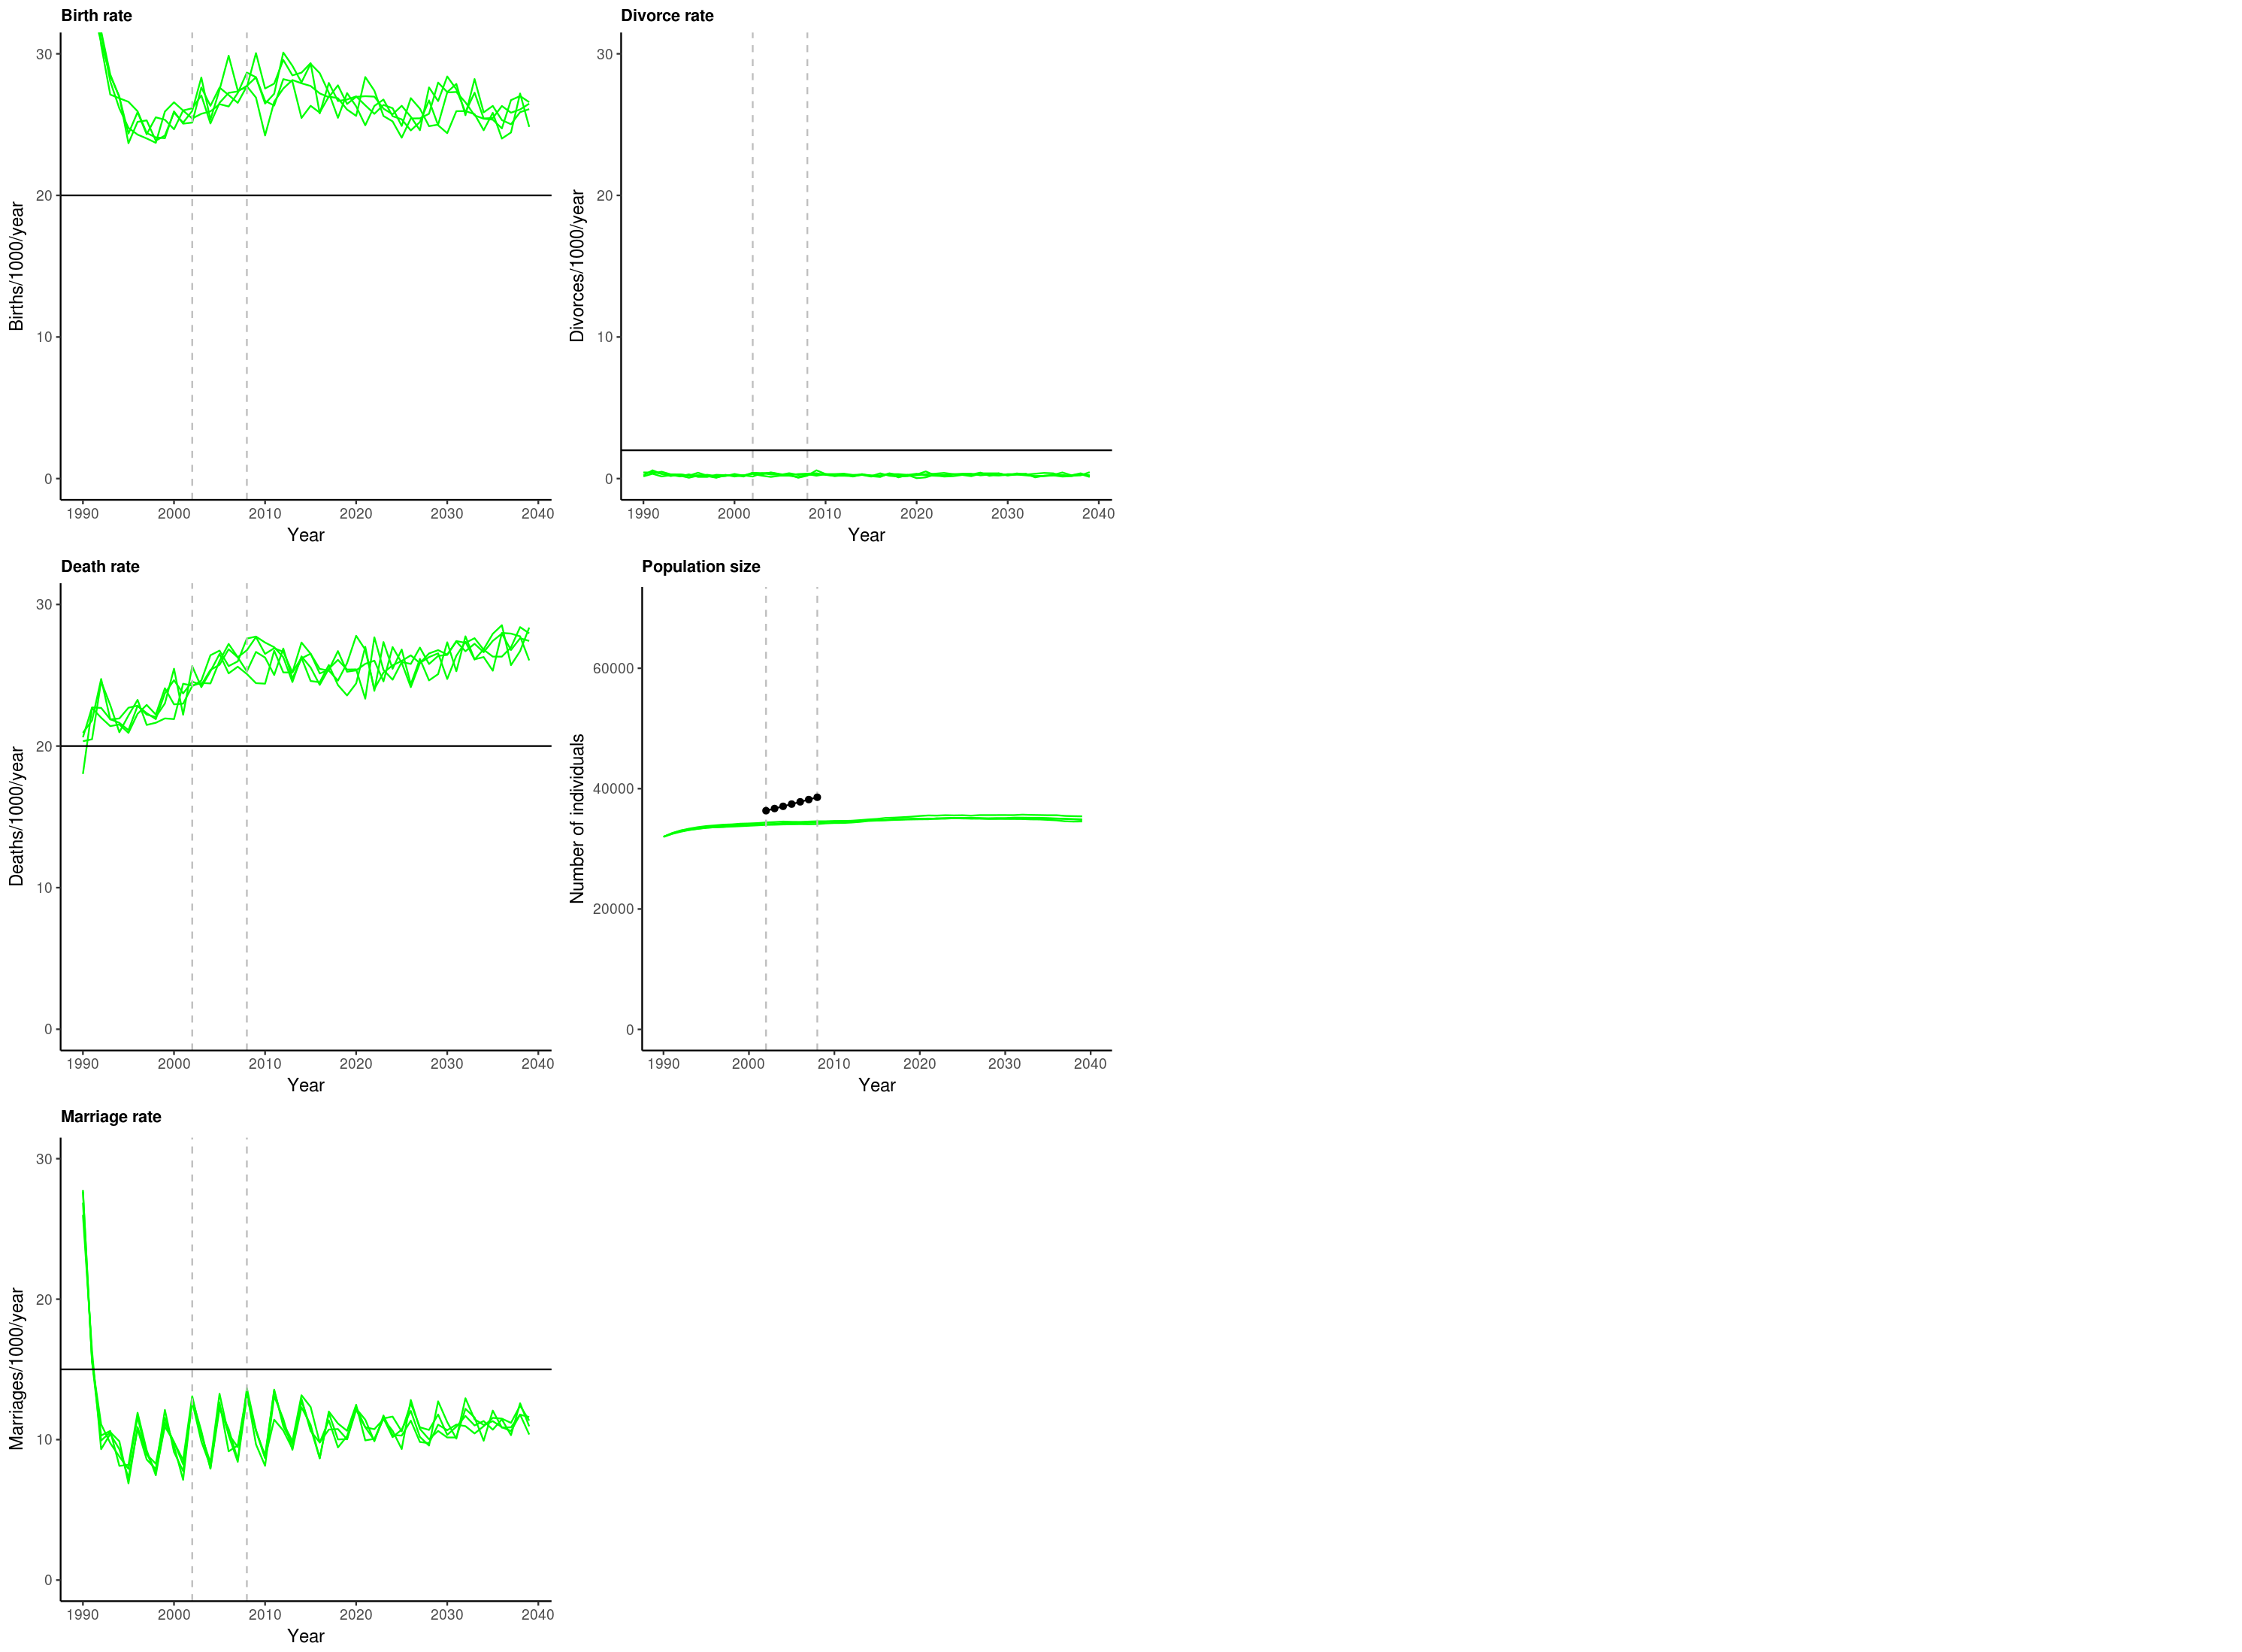 Birth rate
30
20
10
0
Births/1000/year
1990 2000 2010 2020 2030 2040
Year
Divorce rate
30
20
10
0
Divorces/1000/year
1990 2000 2010 2020 2030 2040
Year
Death rate
30
20
10
0
Deaths/1000/year
1990 2000 2010 2020 2030 2040
Year
Population size
60000
40000
20000
0
Number of individuals
1990 2000 2010 2020 2030 2040
Year
Marriage rate
30
20
10
0
Marriages/1000/year
1990 2000 2010 2020 2030 2040
Year